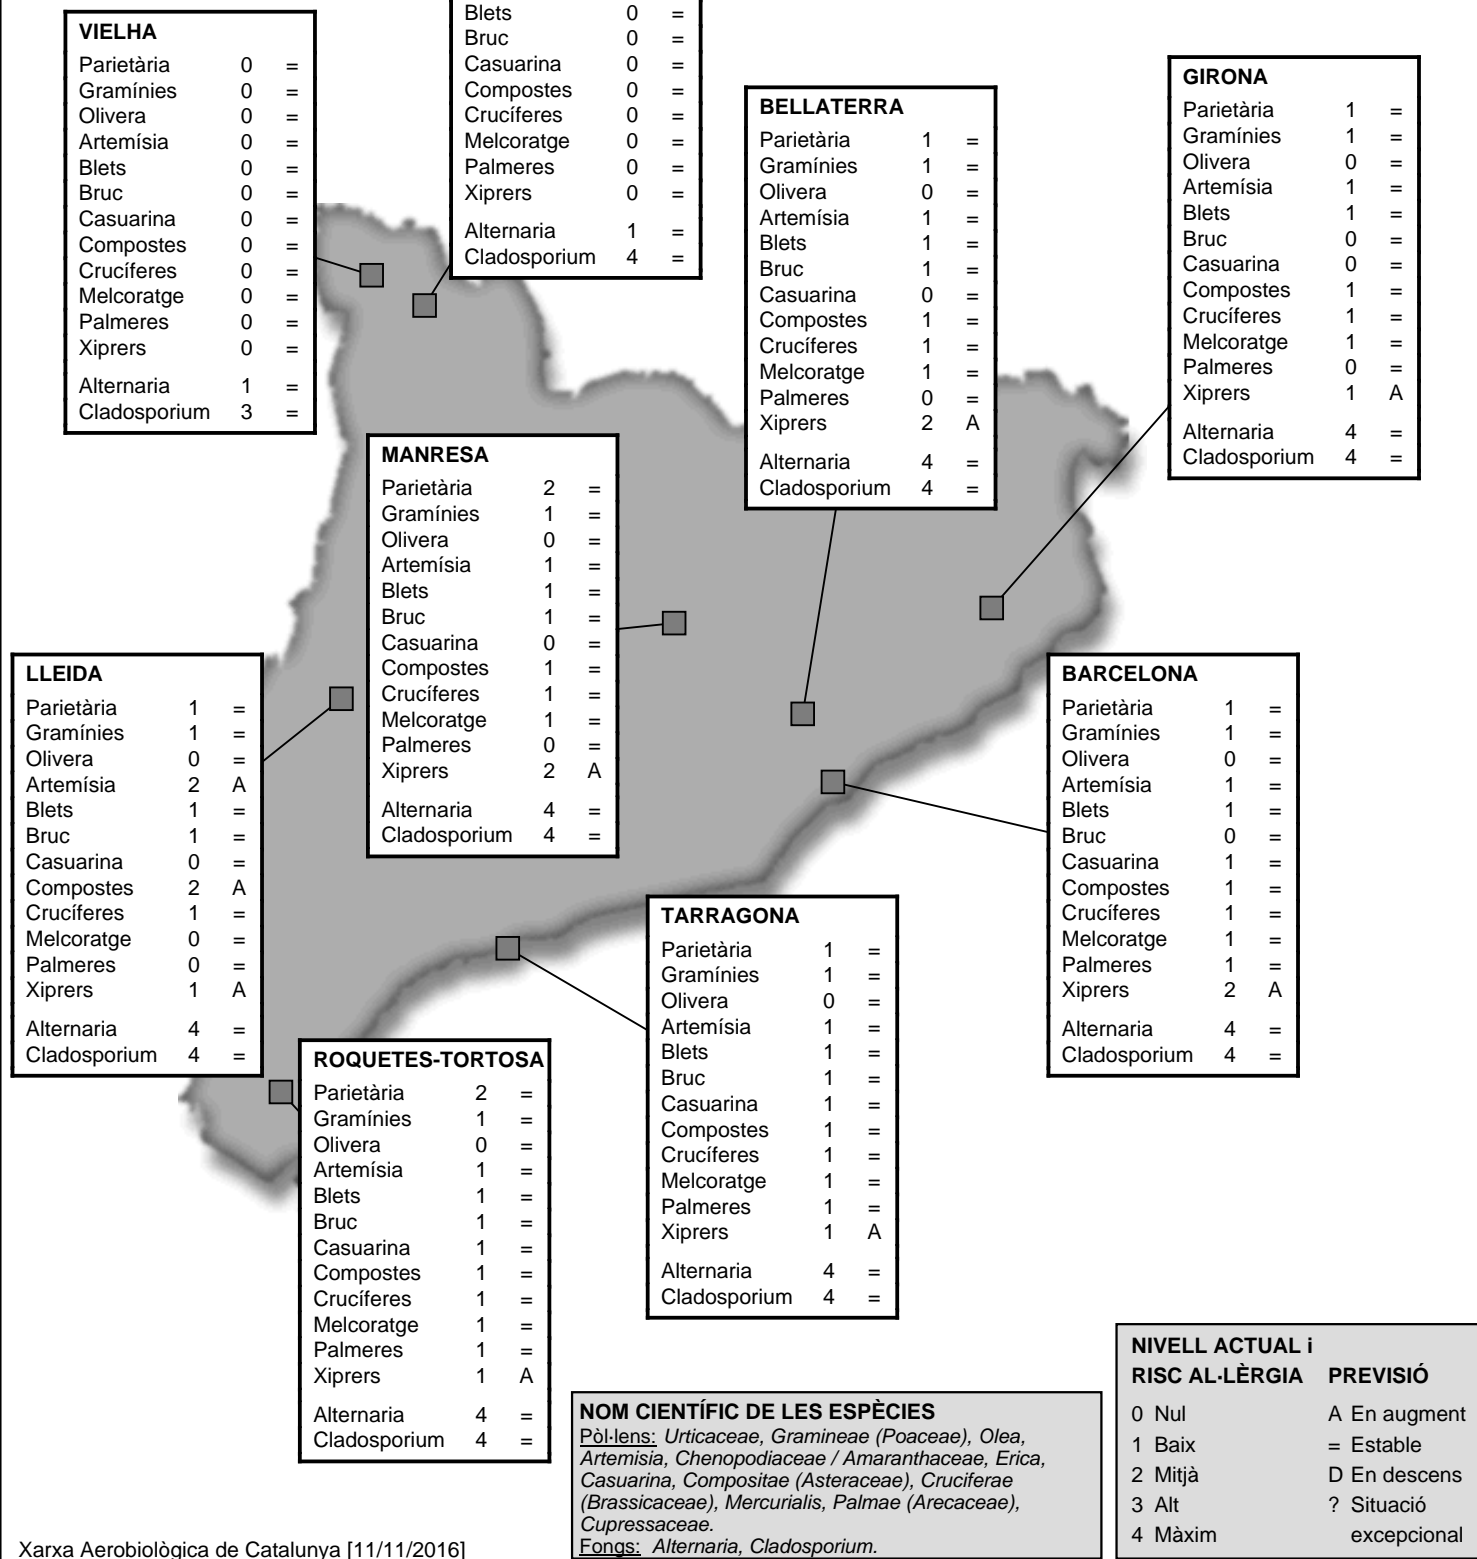 VIELHA
Parietària 0 =
Gramínies 0 =
Olivera 0 =
Artemísia 0 =
Blets 0 =
Bruc 0 =
Casuarina 0 =
Compostes 0 =
Crucíferes 0 =
Melcoratge 0 =
Palmeres 0 =
Xiprers 0 =
Alternaria 1 =
Cladosporium 3 =
Blets 0 =
Bruc 0 =
Casuarina 0 =
Compostes 0 =
Crucíferes 0 =
Melcoratge 0 =
Palmeres 0 =
Xiprers 0 =
Alternaria 1 =
Cladosporium 4 =
BELLATERRA
Parietària 1 =
Gramínies 1 =
Olivera 0 =
Artemísia 1 =
Blets 1 =
Bruc 1 =
Casuarina 0 =
Compostes 1 =
Crucíferes 1 =
Melcoratge 1 =
Palmeres 0 =
Xiprers 2 A
Alternaria 4 =
Cladosporium 4 =
GIRONA
Parietària 1 =
Gramínies 1 =
Olivera 0 =
Artemísia 1 =
Blets 1 =
Bruc 0 =
Casuarina 0 =
Compostes 1 =
Crucíferes 1 =
Melcoratge 1 =
Palmeres 0 =
Xiprers 1 A
Alternaria 4 =
Cladosporium 4 =
MANRESA
Parietària 2 =
Gramínies 1 =
Olivera 0 =
Artemísia 1 =
Blets 1 =
Bruc 1 =
Casuarina 0 =
Compostes 1 =
Crucíferes 1 =
Melcoratge 1 =
Palmeres 0 =
Xiprers 2 A
Alternaria 4 =
Cladosporium 4 =
LLEIDA
Parietària 1 =
Gramínies 1 =
Olivera 0 =
Artemísia 2 A
Blets 1 =
Bruc 1 =
Casuarina 0 =
Compostes 2 A
Crucíferes 1 =
Melcoratge 0 =
Palmeres 0 =
Xiprers 1 A
Alternaria 4 =
Cladosporium 4 =
BARCELONA
Parietària 1 =
Gramínies 1 =
Olivera 0 =
Artemísia 1 =
Blets 1 =
Bruc 0 =
Casuarina 1 =
Compostes 1 =
Crucíferes 1 =
Melcoratge 1 =
Palmeres 1 =
Xiprers 2 A
Alternaria 4 =
Cladosporium 4 =
TARRAGONA
Parietària 1 =
Gramínies 1 =
Olivera 0 =
Artemísia 1 =
Blets 1 =
Bruc 1 =
Casuarina 1 =
Compostes 1 =
Crucíferes 1 =
Melcoratge 1 =
Palmeres 1 =
Xiprers 1 A
Alternaria 4 =
Cladosporium 4 =
ROQUETES-TORTOSA
Parietària 2 =
Gramínies 1 =
Olivera 0 =
Artemísia 1 =
Blets 1 =
Bruc 1 =
Casuarina 1 =
Compostes 1 =
Crucíferes 1 =
Melcoratge 1 =
Palmeres 1 =
Xiprers 1 A
Alternaria 4 =
Cladosporium 4 =
NOM CIENTÍFIC DE LES ESPÈCIES
Pòl·lens: Urticaceae, Gramineae (Poaceae), Olea,
Artemisia, Chenopodiaceae / Amaranthaceae, Erica,
Casuarina, Compositae (Asteraceae), Cruciferae
(Brassicaceae), Mercurialis, Palmae (Arecaceae),
Cupressaceae.
Fongs: Alternaria, Cladosporium.
NIVELL ACTUAL i
RISC AL·LÈRGIA PREVISIÓ
0 Nul A En augment
1 Baix = Estable
2 Mitjà D En descens
3 Alt ? Situació
4 Màxim excepcional
Xarxa Aerobiològica de Catalunya [11/11/2016]